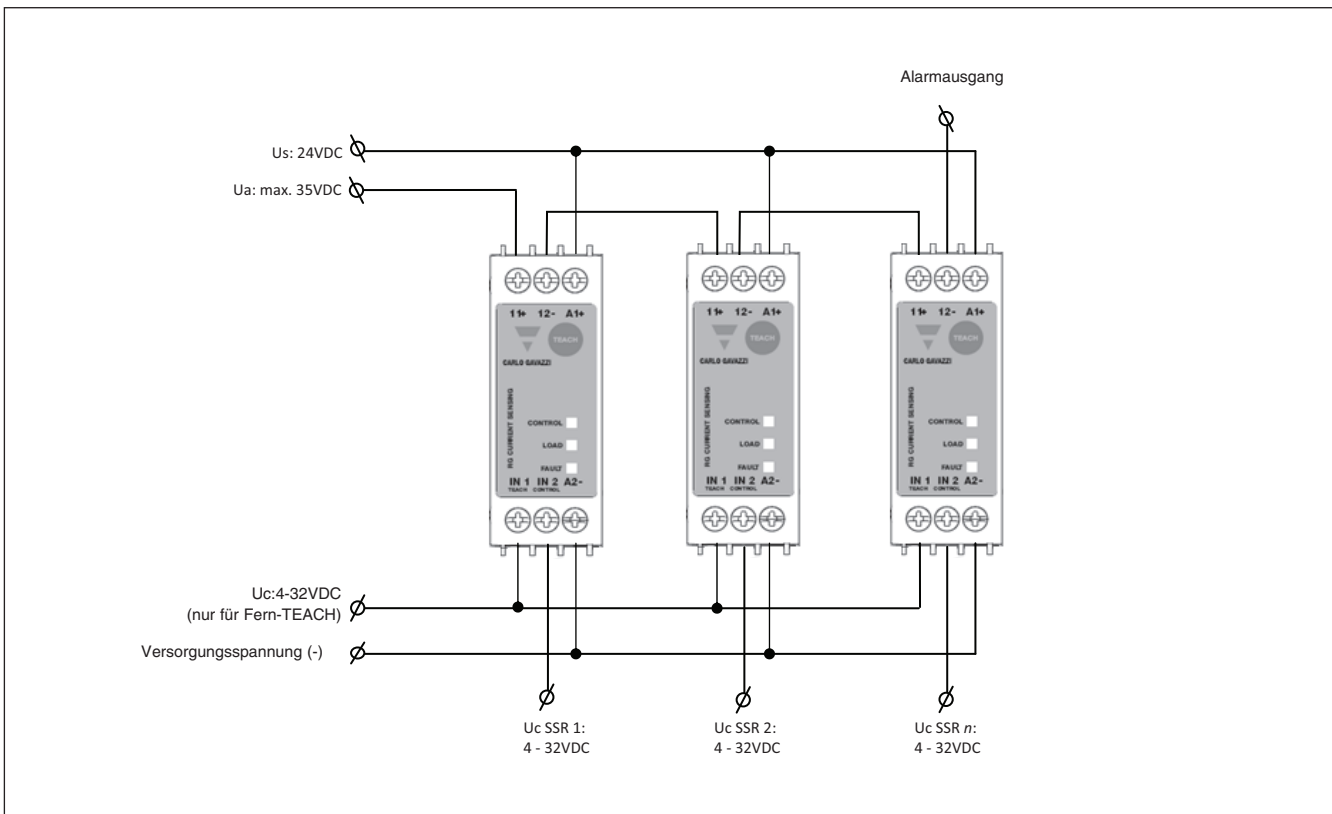 Alarmausgang
Us: 24VDC
Ua: max. 35VDC
11+ 12- A1+
TEACH
CARLO GAVAZZI
RG CURRENT SENSING
CONTROL
LOAD
FAULT
IN 1 IN 2 A2-
TEACH CONTROL
11+ 12- A1+
TEACH
CARLO GAVAZZI
RG CURRENT SENSING
CONTROL
LOAD
FAULT
IN 1 IN 2 A2-
TEACH CONTROL
11+ 12- A1+
TEACH
CARLO GAVAZZI
RG CURRENT SENSING
CONTROL
LOAD
FAULT
IN 1 IN 2 A2-
TEACH CONTROL
Uc:4-32VDC
(nur für Fern-TEACH)
Versorgungsspannung (-)
Uc SSR 1:
4 - 32VDC
Uc SSR 2:
4 - 32VDC
Uc SSR n:
4 - 32VDC